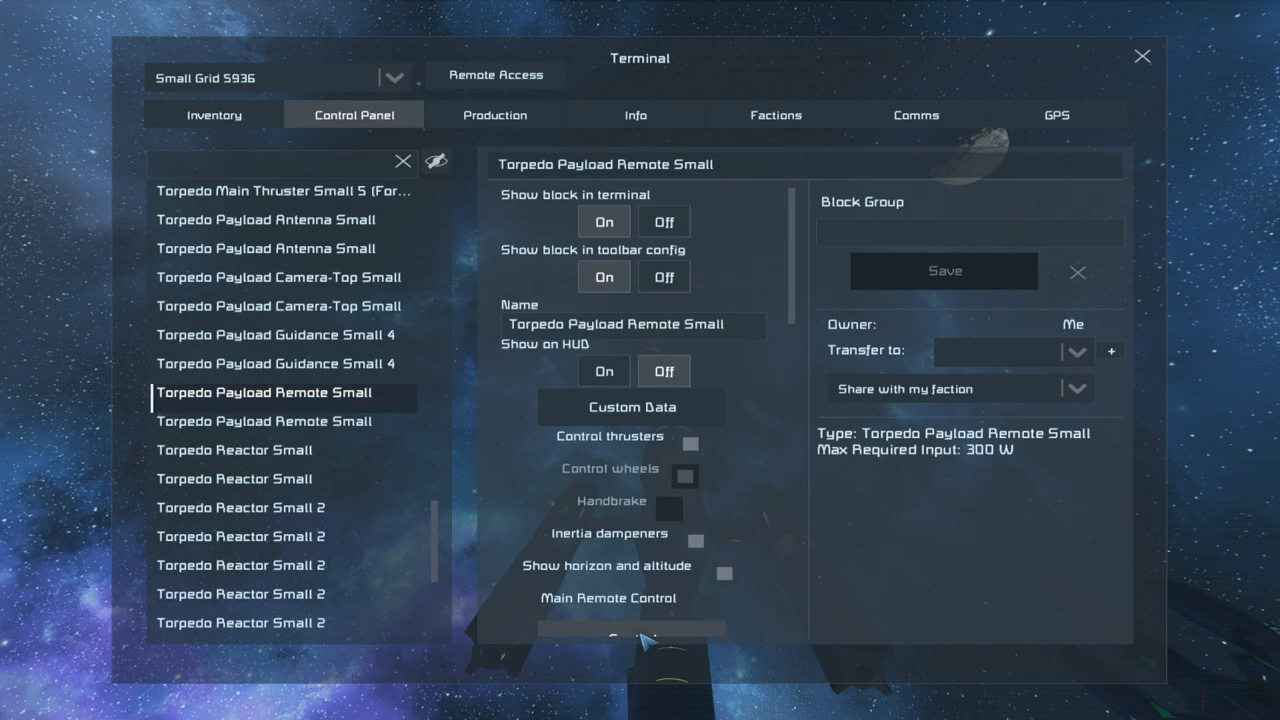 Terminal
Small Grid 5936
Remote Access
Inventory
Control Panel
Production
Info
Factions
Comms
GPS
Torpedo Main Thruster Small 5 (For...
Torpedo Payload Antenna Small
Torpedo Payload Antenna Small
Torpedo Payload Camera-Top Small
Torpedo Payload Camera-Top Small
Torpedo Payload Guidance Small 4
Torpedo Payload Guidance Small 4
Torpedo Payload Remote Small
Torpedo Payload Remote Small
Torpedo Reactor Small
Torpedo Reactor Small
Torpedo Reactor Small 2
Torpedo Reactor Small 2
Torpedo Reactor Small 2
Torpedo Reactor Small 2
Torpedo Reactor Small 2
Torpedo Payload Remote Small
Show block in terminal
On Off
Show block in toolbar config
On Off
Name
Torpedo Payload Remote Small
Show on HUD
On Off
Custom Data
Control thrusters
Control wheels
Handbrake
Inertia dampeners
Show horizon and altitude
Main Remote Control
Block Group
Save
Owner: Me
Transfer to:
+
Share with my faction
Type: Torpedo Payload Remote Small
Max Required Input: 300 W